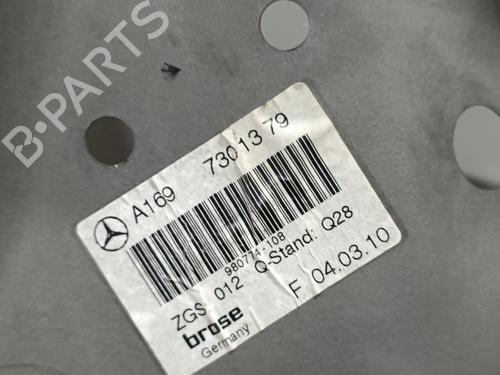 B-PARTS
A169 7301379
980774-108
ZGS 012 Q-Stand: Q28
brose F 04.03.10
Germany